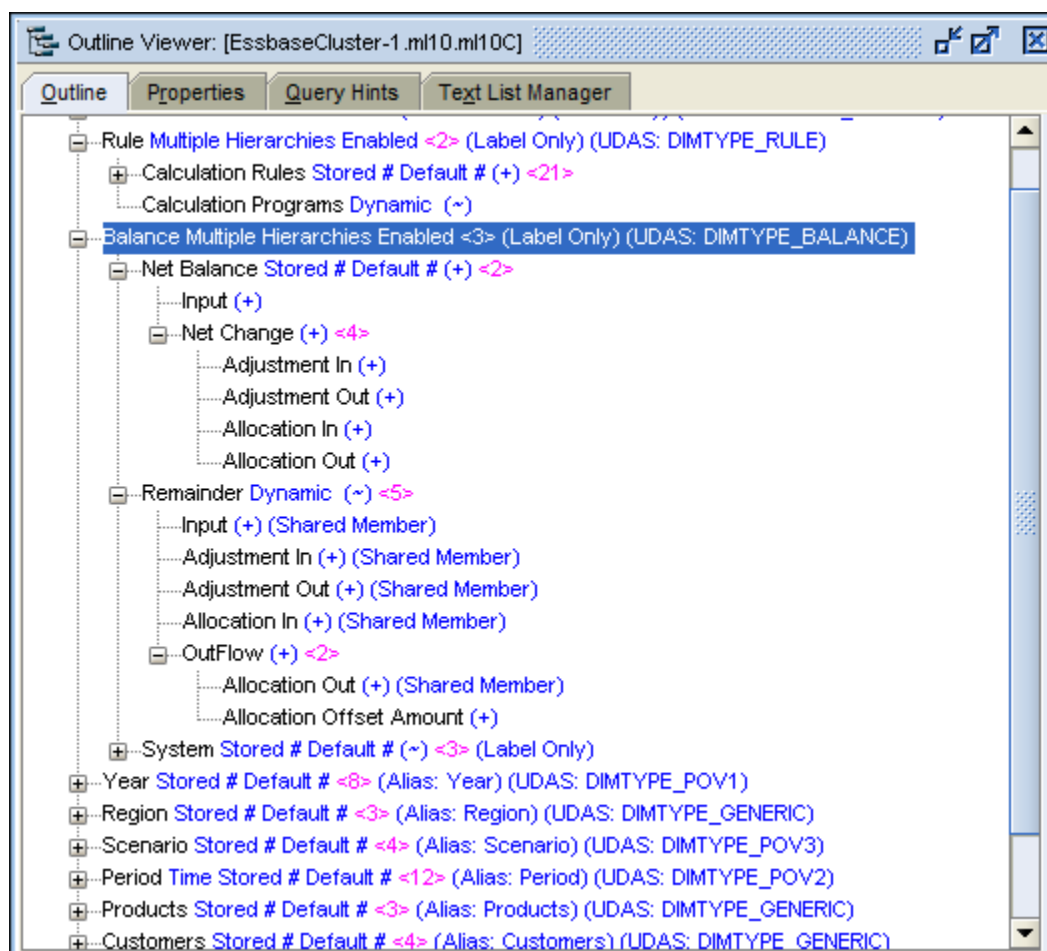 Outline Viewer: [EssbaseCluster-1.ml10.ml10C]
Outline Properties Query Hints Text List Manager
Rule Multiple Hierarchies Enabled <2> (Label Only) (UDAS: DIMTYPE_RULE)
Calculation Rules Stored # Default # (+) <21>
Calculation Programs Dynamic (~)
Balance Multiple Hierarchies Enabled <3> (Label Only) (UDAS: DIMTYPE_BALANCE)
Net Balance Stored # Default # (+) <2>
Input (+)
Net Change (+) <4>
Adjustment In (+)
Adjustment Out (+)
Allocation In (+)
Allocation Out (+)
Remainder Dynamic (~) <5>
Input (+) (Shared Member)
Adjustment In (+) (Shared Member)
Adjustment Out (+) (Shared Member)
Allocation In (+) (Shared Member)
OutFlow (+) <2>
Allocation Out (+) (Shared Member)
Allocation Offset Amount (+)
System Stored # Default # (~) <3> (Label Only)
Year Stored # Default # <8> (Alias: Year) (UDAS: DIMTYPE_POV1)
Region Stored # Default # <3> (Alias: Region) (UDAS: DIMTYPE_GENERIC)
Scenario Stored # Default # <4> (Alias: Scenario) (UDAS: DIMTYPE_POV3)
Period Time Stored # Default # <12> (Alias: Period) (UDAS: DIMTYPE_POV2)
Products Stored # Default # <3> (Alias: Products) (UDAS: DIMTYPE_GENERIC)
Customers Stored # Default # <4> (Alias: Customers) (UDAS: DIMTYPE_GENERIC)